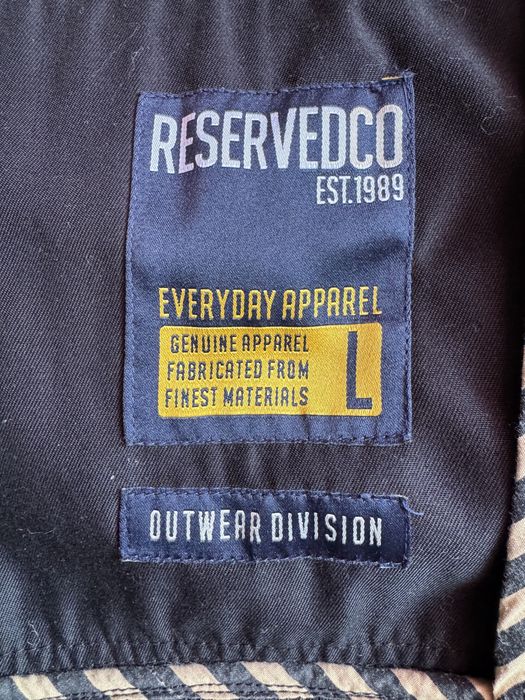 RESERVEDCO
EST.1989
EVERYDAY APPAREL
GENUINE APPAREL
FABRICATED FROM
FINEST MATERIALS
L
OUTWEAR DIVISION